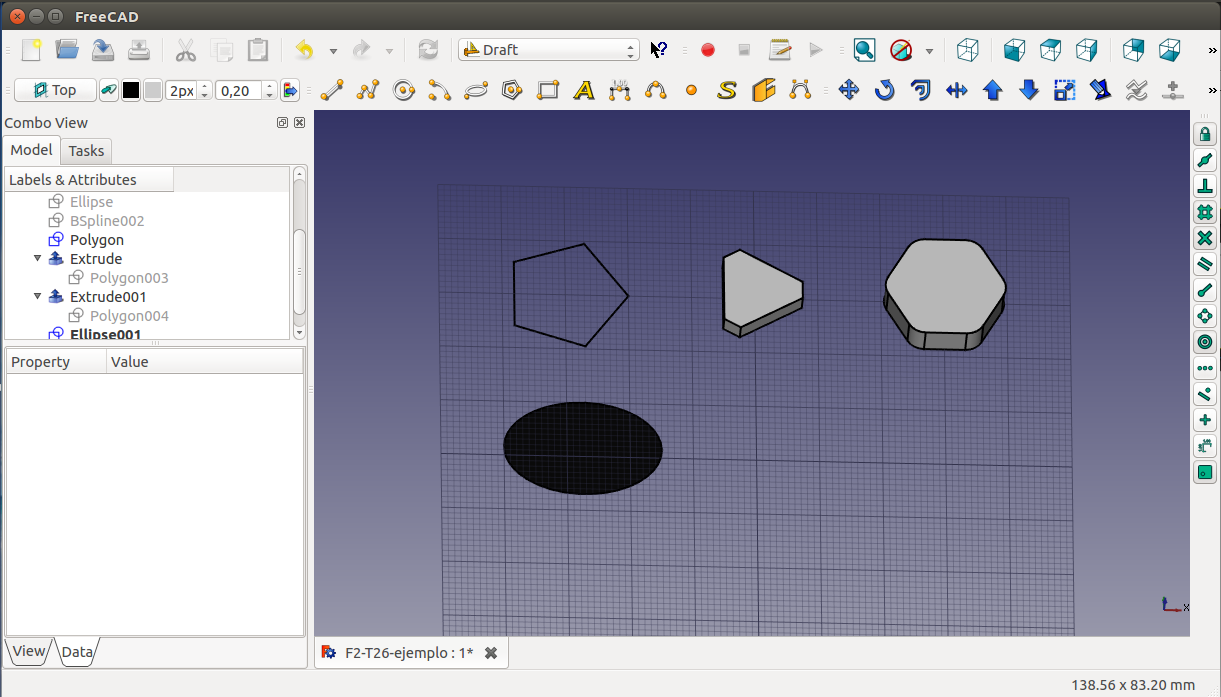 FreeCAD
Draft
Top
2px
0,20
Combo View
Model
Tasks
Labels & Attributes
Ellipse
BSpline002
Polygon
Extrude
Polygon003
Extrude001
Polygon004
Ellipse001
Property
Value
x
View
Data
F2-T26-ejemplo : 1*
138.56 x 83.20 mm